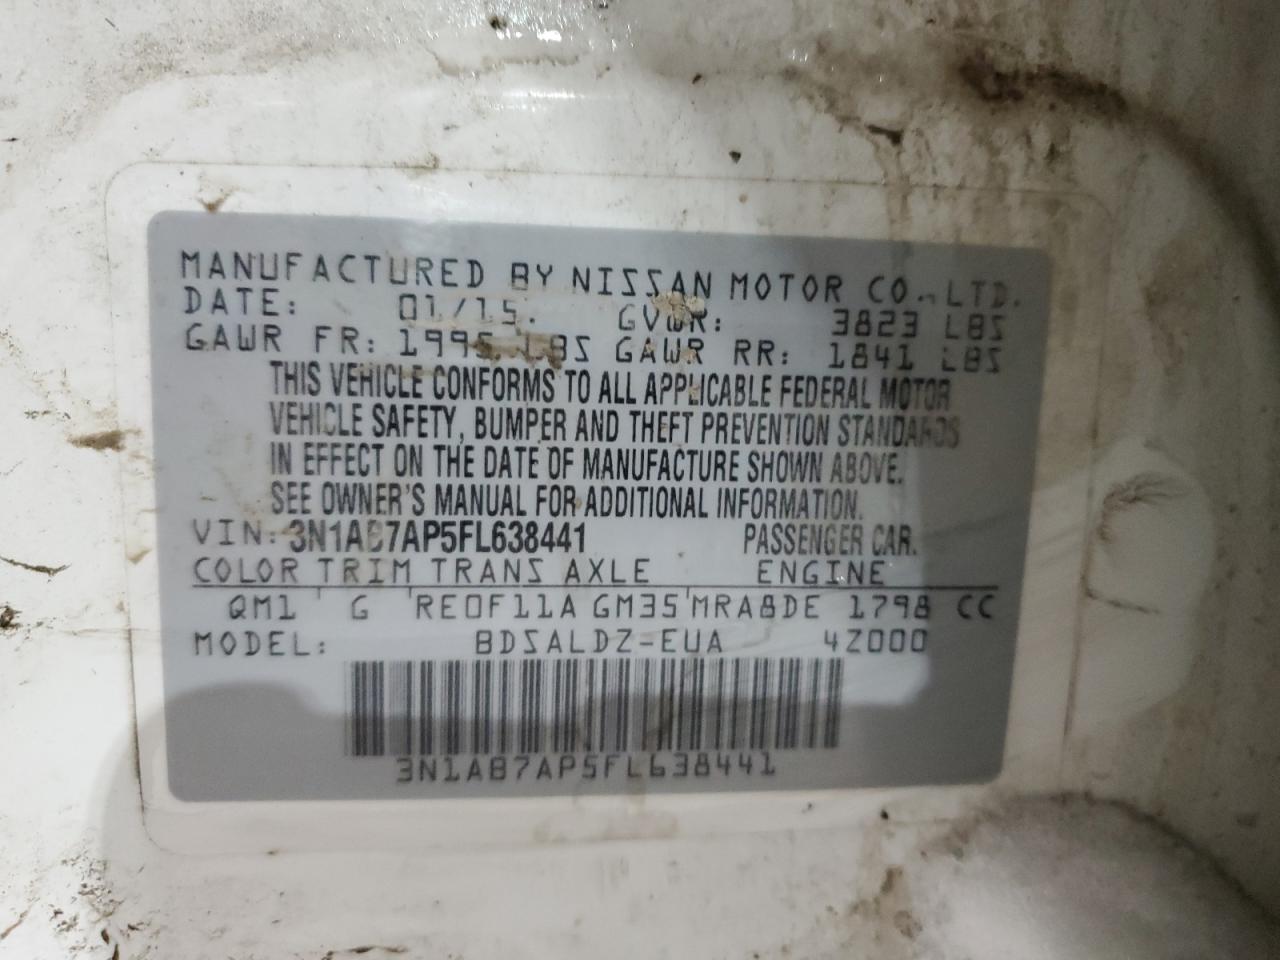 MANUFACTURED BY NISSAN MOTOR CO., LTD.
DATE: 01/15. GVWR: 3823 LBS
GAWR FR: 1995 LBS GAWR RR: 1841 LBS
THIS VEHICLE CONFORMS TO ALL APPLICABLE FEDERAL MOTOR
VEHICLE SAFETY, BUMPER AND THEFT PREVENTION STANDARDS
IN EFFECT ON THE DATE OF MANUFACTURE SHOWN ABOVE.
SEE OWNER'S MANUAL FOR ADDITIONAL INFORMATION.
VIN: 3N1AB7AP5FL638441 PASSENGER CAR.
COLOR TRIM TRANS AXLE ENGINE
QM1 G RE0F11A GM35 MRA8DE 1798 CC
MODEL: BDSALDZ-EUA 4Z000
3N1AB7AP5FL638441